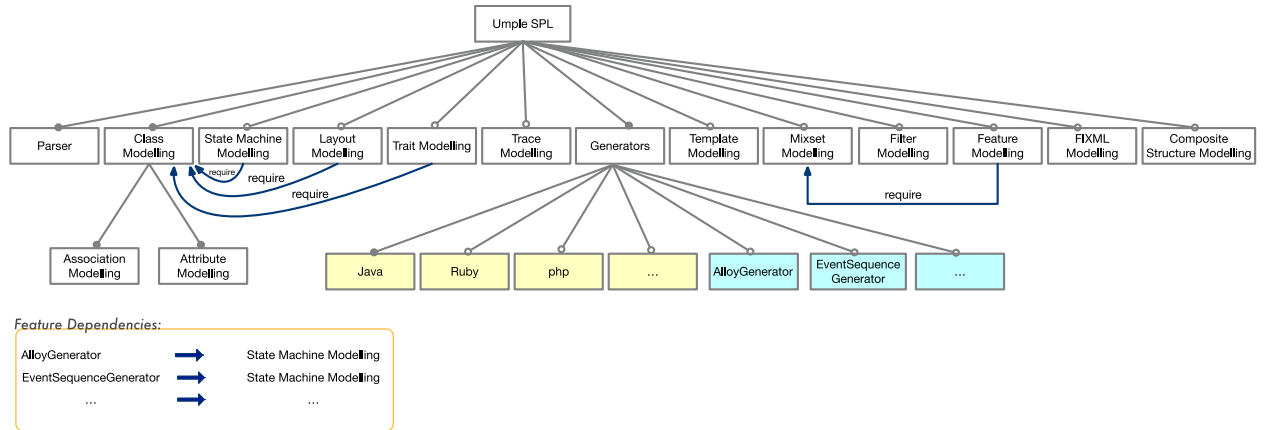 Umple SPL
Parser
Class
Modelling
State Machine
Modelling
Layout
Modelling
Trait Modelling
Trace
Modelling
Generators
Template
Modelling
Mixset
Modelling
Filter
Modelling
Feature
Modelling
FIXML
Modelling
Composite
Structure Modelling
require
require
require
require
Association
Modelling
Attribute
Modelling
Java
Ruby
php
...
AlloyGenerator
EventSequence
Generator
...
Feature Dependencies:
AlloyGenerator State Machine Modelling
EventSequenceGenerator State Machine Modelling
... ...